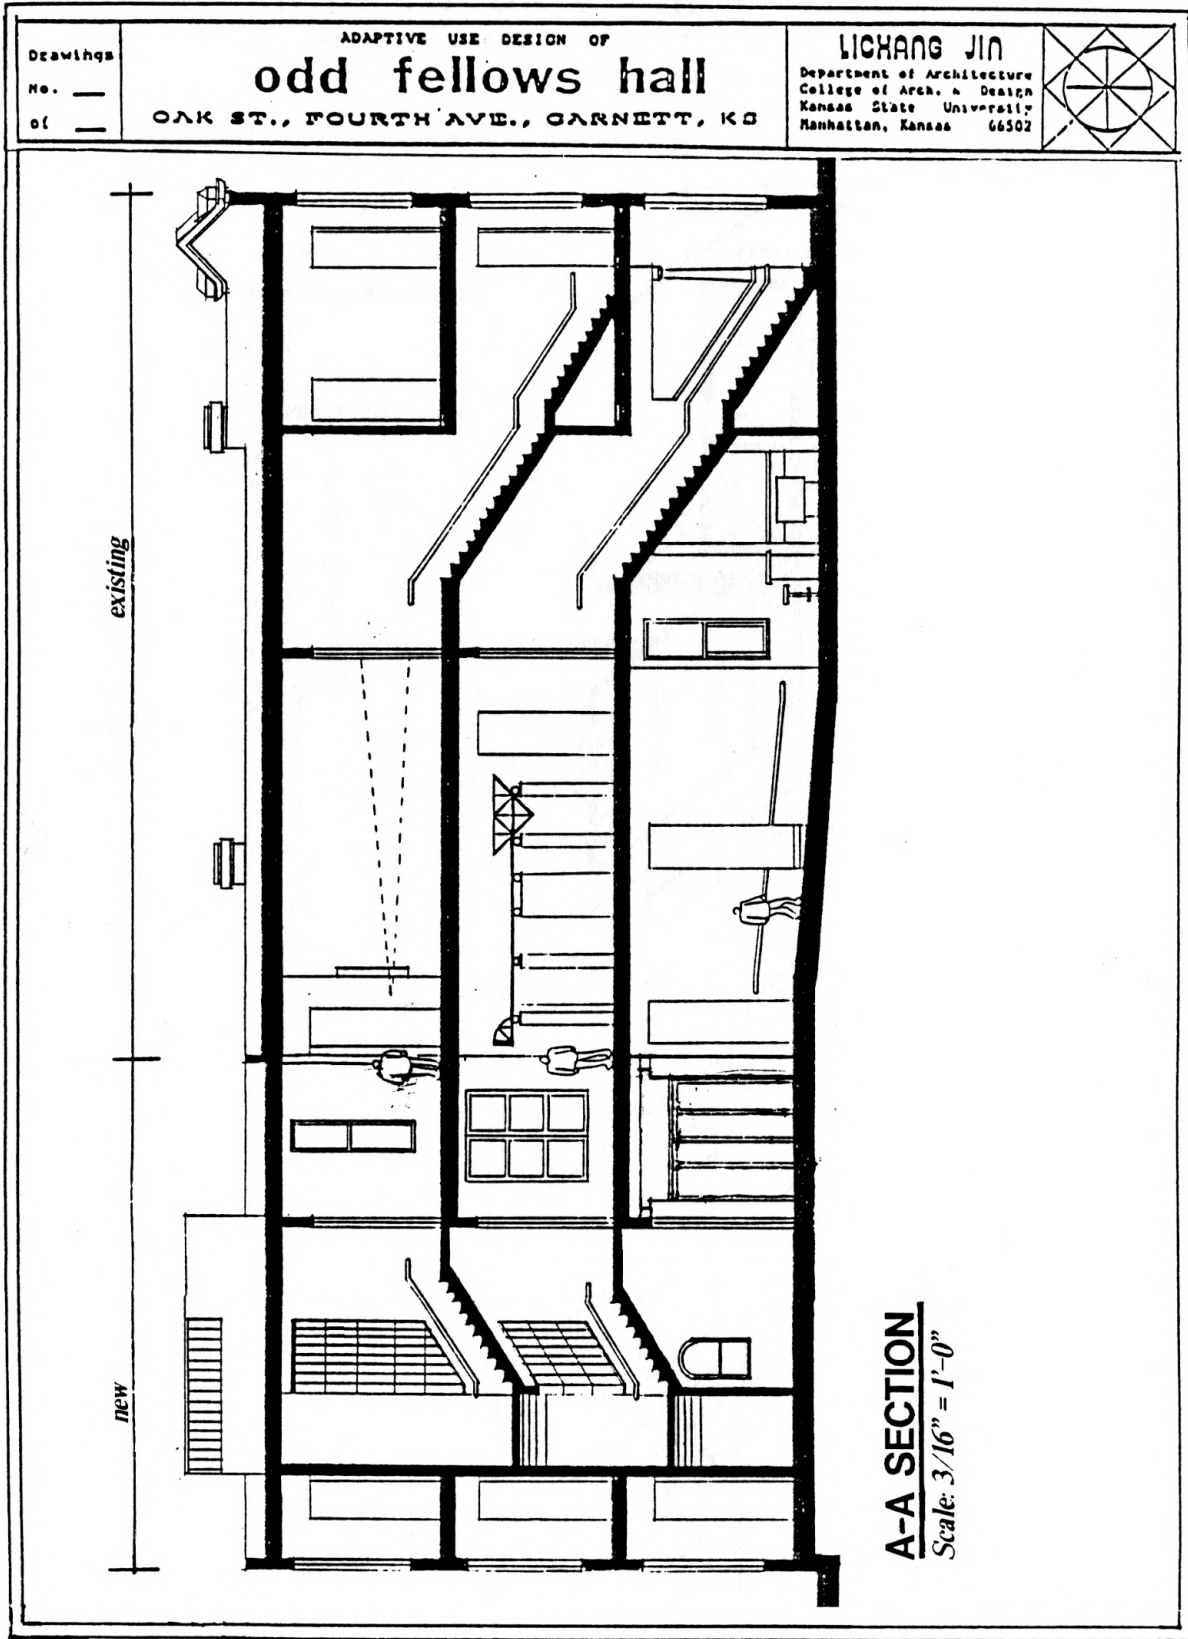 Drawings
No. __
of __
ADAPTIVE USE DESIGN OF
odd fellows hall
OAK ST., FOURTH AVE., GARNETT, KS
LICHANG JIN
Department of Architecture
College of Arch. & Design
Kansas State University
Manhattan, Kansas 66502
existing
new
A-A SECTION
Scale: 3/16" = 1'-0"